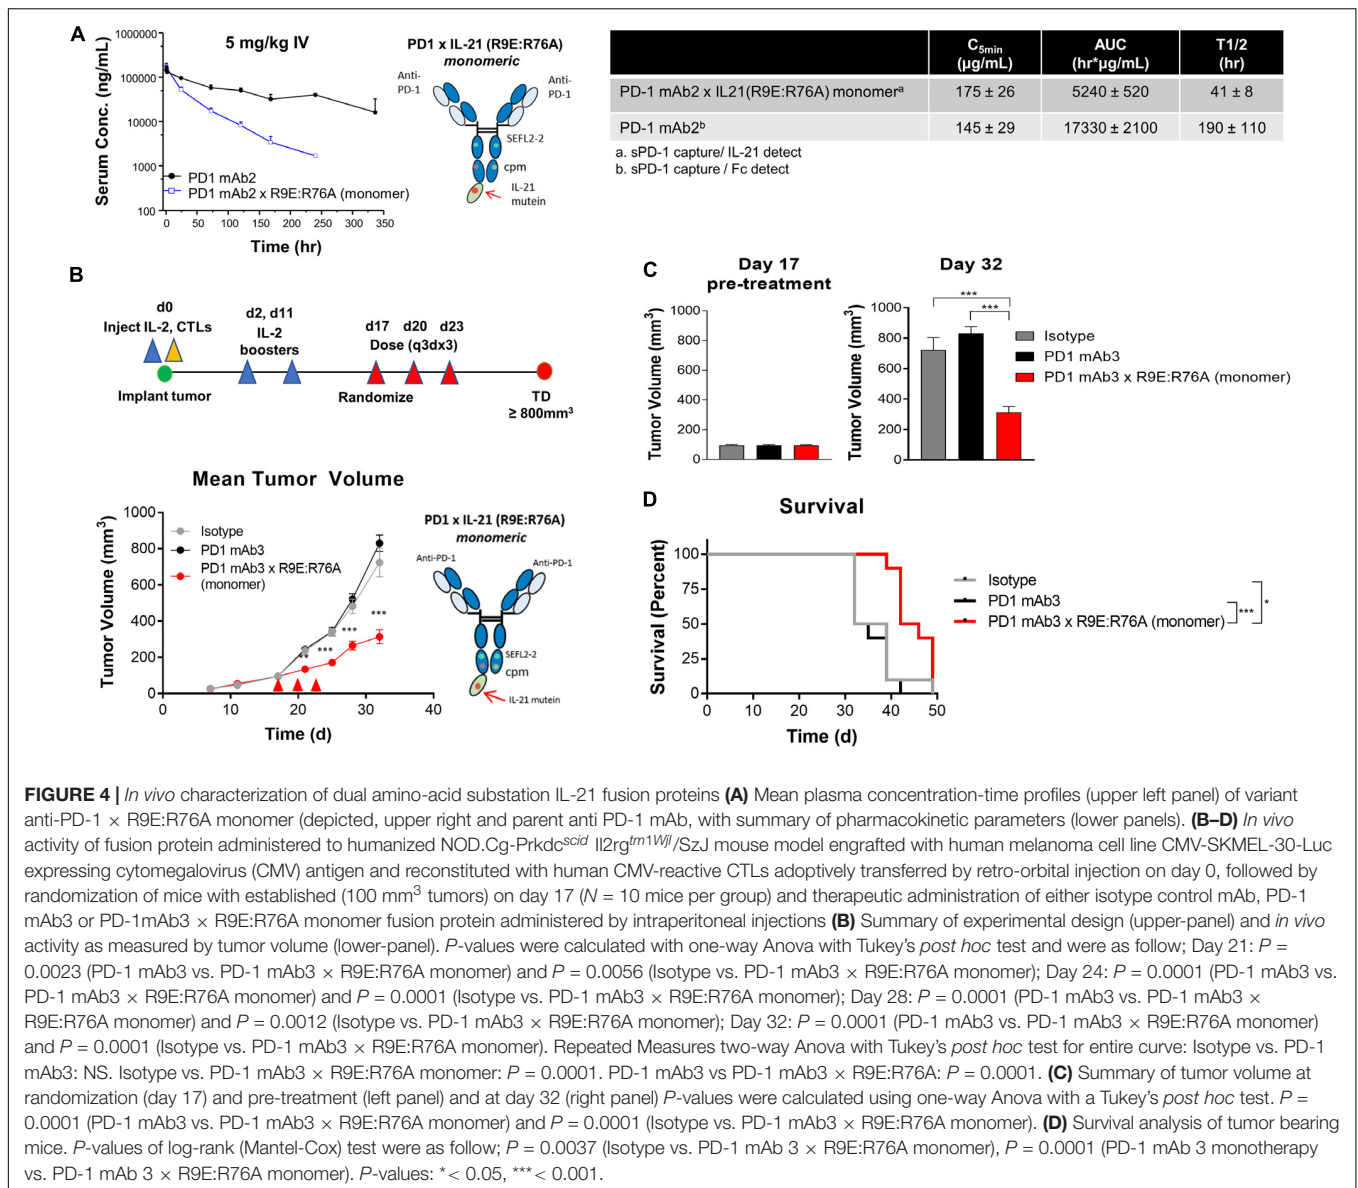 A
5 mg/kg IV
Serum Conc. (ng/mL)
1000000
100000
10000
1000
100
PD1 mAb2
PD1 mAb2 x R9E:R76A (monomer)
0 50 100 150 200 250 300 350
Time (hr)
PD1 x IL-21 (R9E:R76A)
monomeric
Anti-
PD-1
Anti-
PD-1
SEFL2-2
cpm
IL-21
mutein
C5min
(µg/mL)
AUC
(hr*µg/mL)
T1/2
(hr)
PD-1 mAb2 x IL21(R9E:R76A) monomerᵃ 175 ± 26 5240 ± 520 41 ± 8
PD-1 mAb2ᵇ 145 ± 29 17330 ± 2100 190 ± 110
a. sPD-1 capture/ IL-21 detect
b. sPD-1 capture / Fc detect
B
d0
Inject IL-2, CTLs
d2, d11
IL-2
boosters
d17 d20 d23
Dose (q3dx3)
Implant tumor
Randomize
TD
≥ 800mm³
Mean Tumor Volume
Tumor Volume (mm³)
1000
800
600
400
200
0
Isotype
PD1 mAb3
PD1 mAb3 x R9E:R76A
(monomer)
**
***
***
***
0 10 20 30 40
Time (d)
PD1 x IL-21 (R9E:R76A)
monomeric
Anti-PD-1
Anti-PD-1
SEFL2-2
cpm
IL-21 mutein
C
Day 17
pre-treatment
Tumor Volume (mm³)
1000
800
600
400
200
0
Day 32
Tumor Volume (mm³)
1000
800
600
400
200
0
***
***
Isotype
PD1 mAb3
PD1 mAb3 x R9E:R76A (monomer)
D
Survival
Survival (Percent)
100
75
50
25
0
0 10 20 30 40 50
Time (d)
Isotype
PD1 mAb3
PD1 mAb3 x R9E:R76A (monomer)
***
*
FIGURE 4 | In vivo characterization of dual amino-acid substation IL-21 fusion proteins (A) Mean plasma concentration-time profiles (upper left panel) of variant
anti-PD-1 × R9E:R76A monomer (depicted, upper right and parent anti PD-1 mAb, with summary of pharmacokinetic parameters (lower panels). (B–D) In vivo
activity of fusion protein administered to humanized NOD.Cg-Prkdcscid Il2rgtm1Wjl/SzJ mouse model engrafted with human melanoma cell line CMV-SKMEL-30-Luc
expressing cytomegalovirus (CMV) antigen and reconstituted with human CMV-reactive CTLs adoptively transferred by retro-orbital injection on day 0, followed by
randomization of mice with established (100 mm³ tumors) on day 17 (N = 10 mice per group) and therapeutic administration of either isotype control mAb, PD-1
mAb3 or PD-1mAb3 × R9E:R76A monomer fusion protein administered by intraperitoneal injections (B) Summary of experimental design (upper-panel) and in vivo
activity as measured by tumor volume (lower-panel). P-values were calculated with one-way Anova with Tukey's post hoc test and were as follow; Day 21: P =
0.0023 (PD-1 mAb3 vs. PD-1 mAb3 × R9E:R76A monomer) and P = 0.0056 (Isotype vs. PD-1 mAb3 × R9E:R76A monomer); Day 24: P = 0.0001 (PD-1 mAb3 vs.
PD-1 mAb3 × R9E:R76A monomer) and P = 0.0001 (Isotype vs. PD-1 mAb3 × R9E:R76A monomer); Day 28: P = 0.0001 (PD-1 mAb3 vs. PD-1 mAb3 ×
R9E:R76A monomer) and P = 0.0012 (Isotype vs. PD-1 mAb3 × R9E:R76A monomer); Day 32: P = 0.0001 (PD-1 mAb3 vs. PD-1 mAb3 × R9E:R76A monomer)
and P = 0.0001 (Isotype vs. PD-1 mAb3 × R9E:R76A monomer). Repeated Measures two-way Anova with Tukey's post hoc test for entire curve: Isotype vs. PD-1
mAb3: NS. Isotype vs. PD-1 mAb3 × R9E:R76A monomer: P = 0.0001. PD-1 mAb3 vs PD-1 mAb3 × R9E:R76A: P = 0.0001. (C) Summary of tumor volume at
randomization (day 17) and pre-treatment (left panel) and at day 32 (right panel) P-values were calculated using one-way Anova with a Tukey's post hoc test. P =
0.0001 (PD-1 mAb3 vs. PD-1 mAb3 × R9E:R76A monomer) and P = 0.0001 (Isotype vs. PD-1 mAb3 × R9E:R76A monomer). (D) Survival analysis of tumor bearing
mice. P-values of log-rank (Mantel-Cox) test were as follow; P = 0.0037 (Isotype vs. PD-1 mAb 3 × R9E:R76A monomer), P = 0.0001 (PD-1 mAb 3 monotherapy
vs. PD-1 mAb 3 × R9E:R76A monomer). P-values: *< 0.05, ***< 0.001.